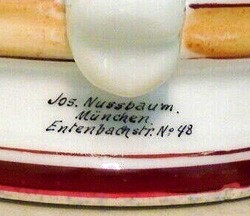 Jos. Nussbaum.
München.
Entenbachstr. No 48